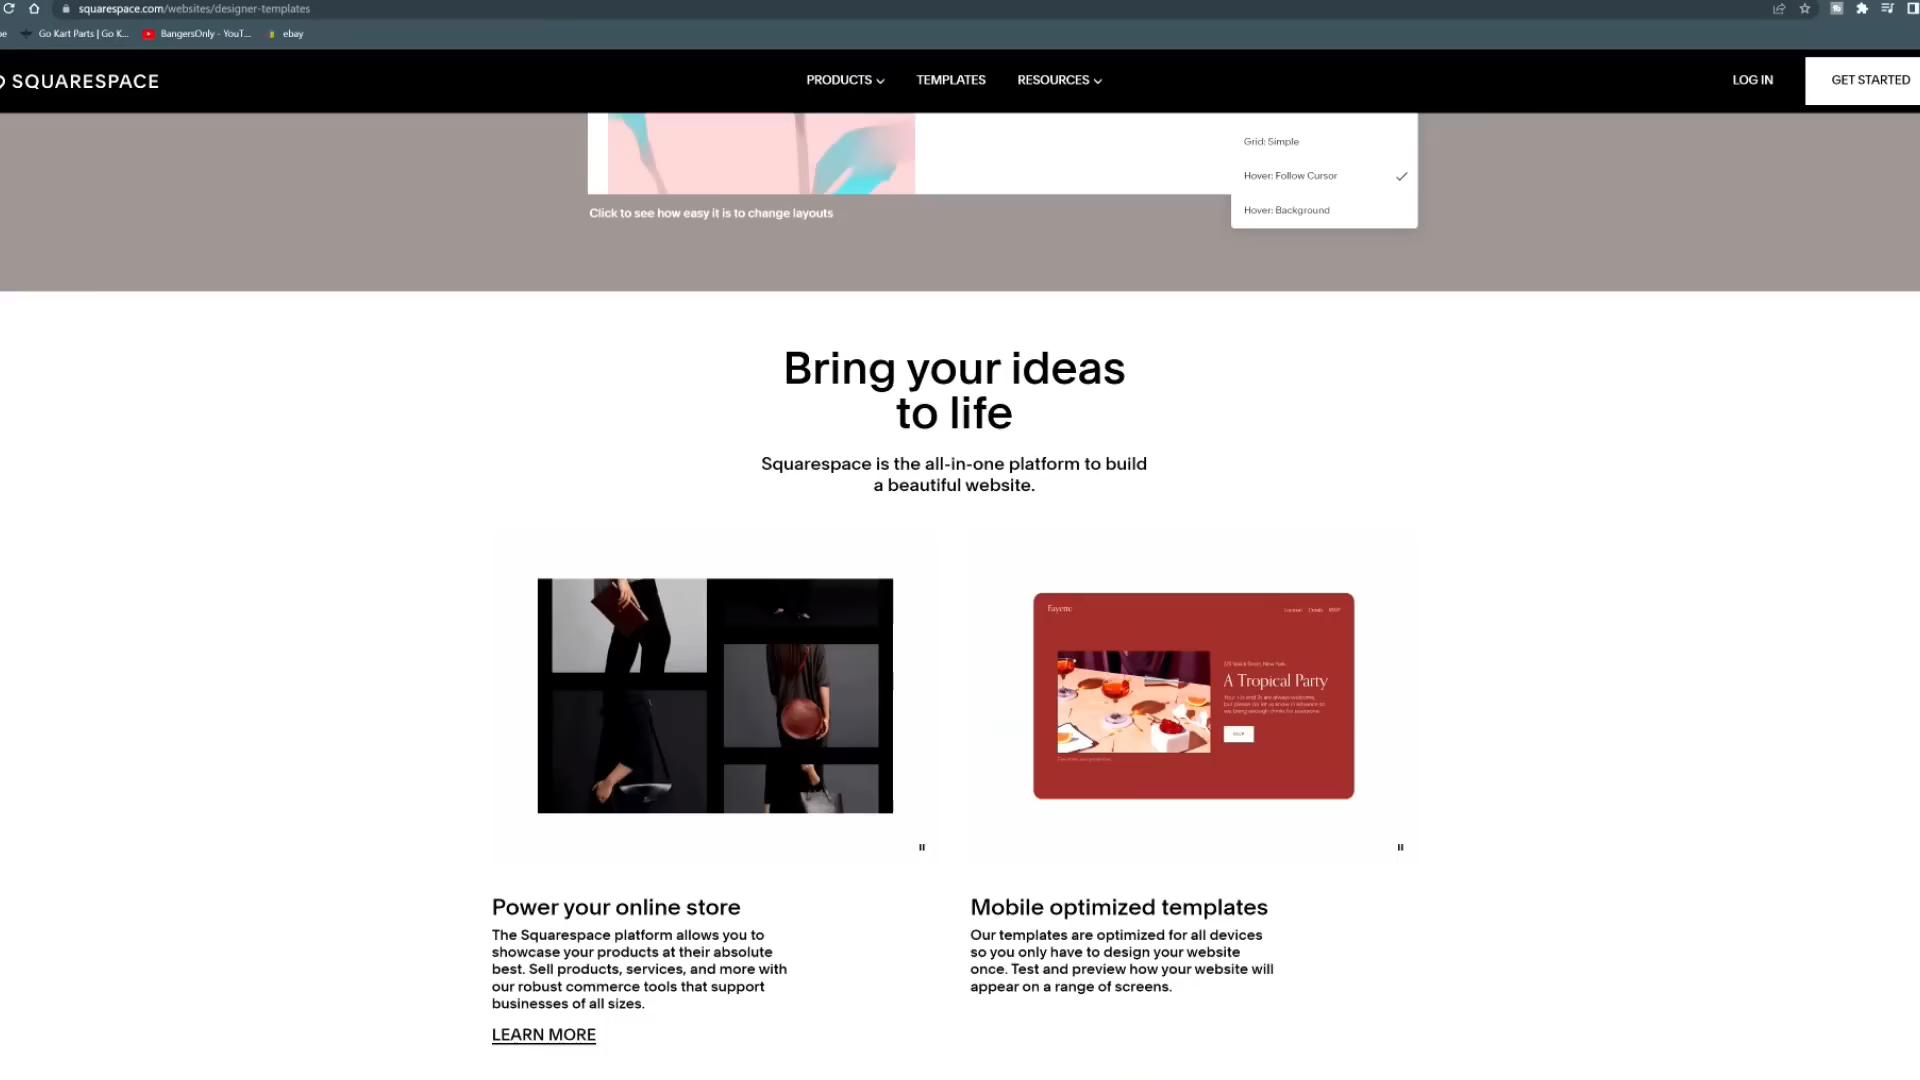 squarespace.com/websites/designer-templates
Go Kart Parts | Go K...
BangersOnly - YouT...
ebay
SQUARESPACE
PRODUCTS
TEMPLATES
RESOURCES
LOG IN
GET STARTED
Grid: Simple
Hover: Follow Cursor
Hover: Background
Click to see how easy it is to change layouts
Bring your ideas
to life
Squarespace is the all-in-one platform to build
a beautiful website.
Fayette
Location Details RSVP
A Tropical Party
RSVP
Power your online store
The Squarespace platform allows you to
showcase your products at their absolute
best. Sell products, services, and more with
our robust commerce tools that support
businesses of all sizes.
LEARN MORE
Mobile optimized templates
Our templates are optimized for all devices
so you only have to design your website
once. Test and preview how your website will
appear on a range of screens.